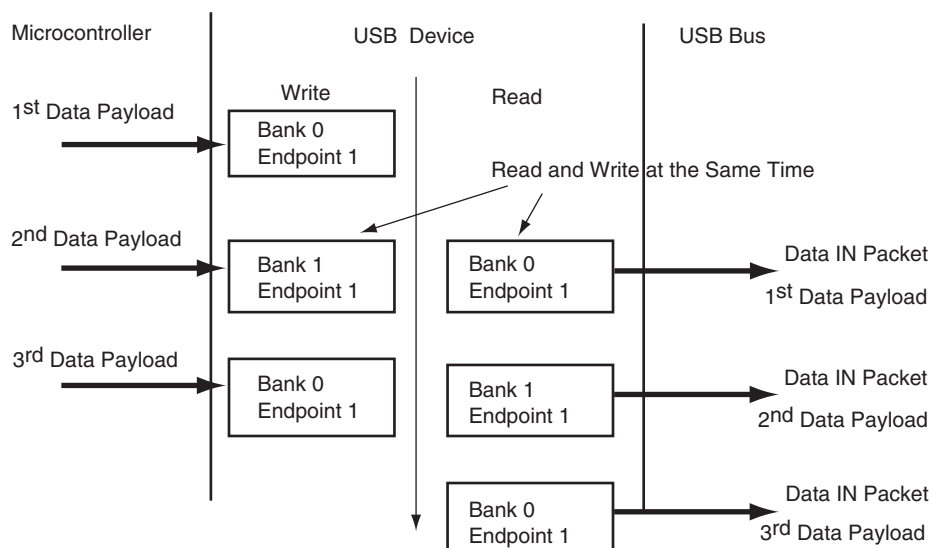 Microcontroller
USB Device
USB Bus
Write
Read
1st Data Payload
Bank 0
Endpoint 1
Read and Write at the Same Time
2nd Data Payload
Bank 1
Endpoint 1
Bank 0
Endpoint 1
Data IN Packet
1st Data Payload
3rd Data Payload
Bank 0
Endpoint 1
Bank 1
Endpoint 1
Data IN Packet
2nd Data Payload
Bank 0
Endpoint 1
Data IN Packet
3rd Data Payload